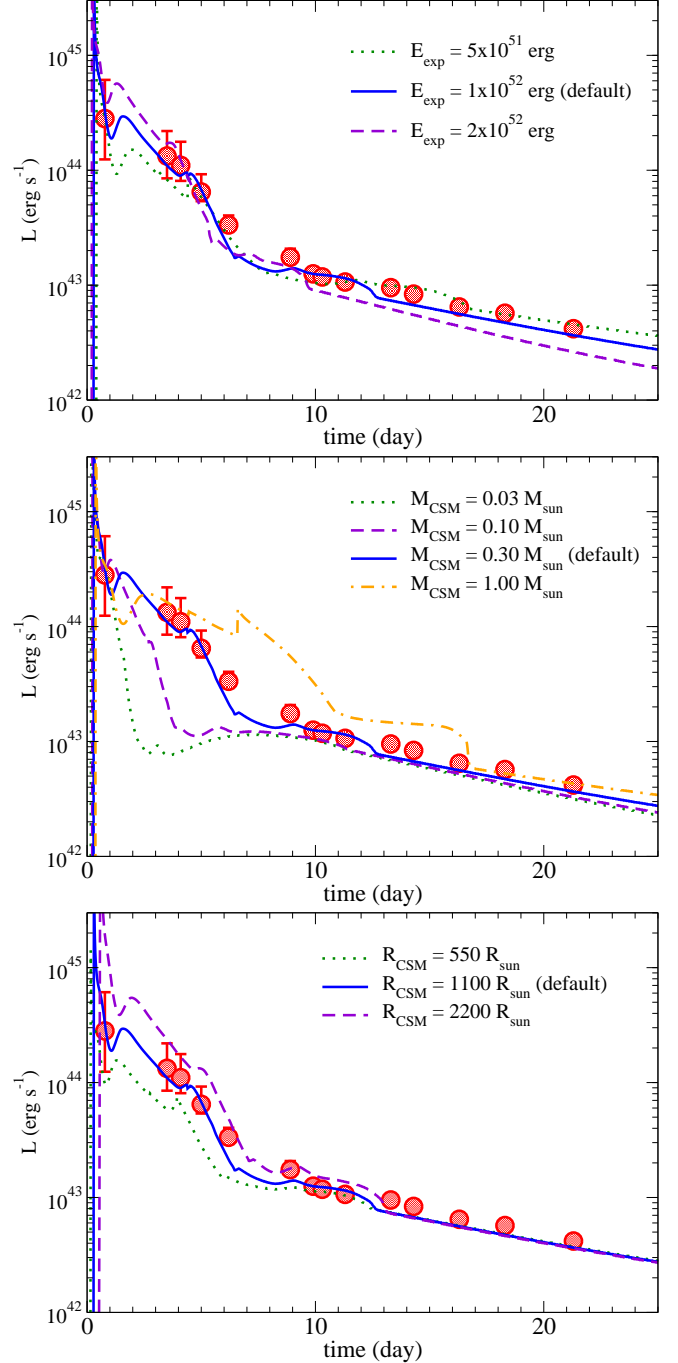 E_exp = 5x10^51 erg
E_exp = 1x10^52 erg (default)
E_exp = 2x10^52 erg
10^45
10^44
10^43
10^42
L (erg s^-1)
0 10 20
time (day)
M_CSM = 0.03 M_sun
M_CSM = 0.10 M_sun
M_CSM = 0.30 M_sun (default)
M_CSM = 1.00 M_sun
10^45
10^44
10^43
10^42
L (erg s^-1)
0 10 20
time (day)
R_CSM = 550 R_sun
R_CSM = 1100 R_sun (default)
R_CSM = 2200 R_sun
10^45
10^44
10^43
10^42
L (erg s^-1)
0 10 20
time (day)